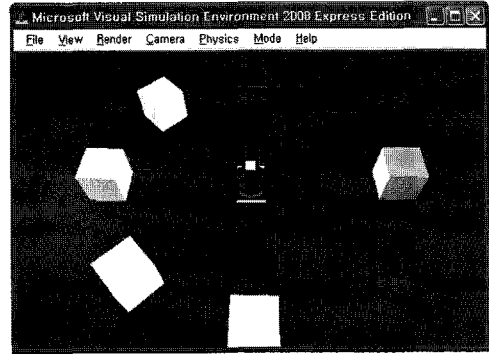 Microsoft Visual Simulation Environment 2008 Express Edition
File View Render Camera Physics Mode Help